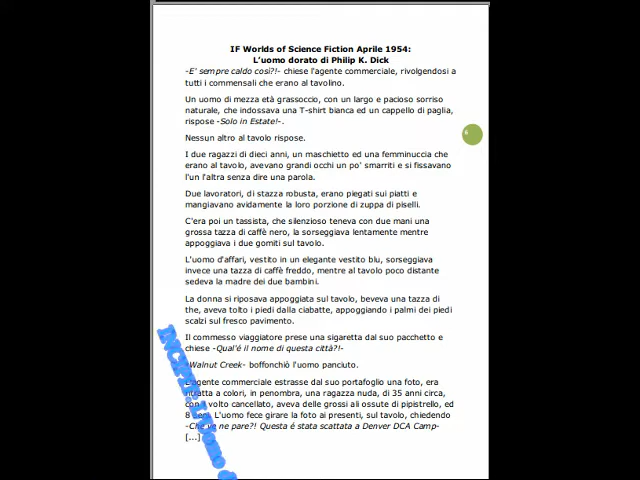 IF Worlds of Science Fiction Aprile 1954:
L'uomo dorato di Philip K. Dick
-E' sempre caldo così?!- chiese l'agente commerciale, rivolgendosi a
tutti i commensali che erano al tavolino.
Un uomo di mezza età grassoccio, con un largo e pacioso sorriso
naturale, che indossava una T-shirt bianca ed un cappello di paglia,
rispose -Solo in Estate!-.
Nessun altro al tavolo rispose.
I due ragazzi di dieci anni, un maschietto ed una femminuccia che
erano al tavolo, avevano grandi occhi un po' smarriti e si fissavano
l'un l'altra senza dire una parola.
Due lavoratori, di stazza robusta, erano piegati sui piatti e
mangiavano avidamente la loro porzione di zuppa di piselli.
C'era poi un tassista, che silenzioso teneva con due mani una
grossa tazza di caffè nero, la sorseggiava lentamente mentre
appoggiava i due gomiti sul tavolo.
L'uomo d'affari, vestito in un elegante vestito blu, sorseggiava
invece una tazza di caffè freddo, mentre al tavolo poco distante
sedeva la madre dei due bambini.
La donna si riposava appoggiata sul tavolo, beveva una tazza di
the, aveva tolto i piedi dalla ciabatte, appoggiando i palmi dei piedi
scalzi sul fresco pavimento.
Il commesso viaggiatore prese una sigaretta dal suo pacchetto e
chiese -Qual'é il nome di questa città?!-
-Walnut Creek- boffonchiò l'uomo panciuto.
L'agente commerciale estrasse dal suo portafoglio una foto, era
ritratta a colori, in penombra, una ragazza nuda, di 35 anni circa,
con il volto cancellato, aveva delle grossi ali ossute di pipistrello, ed
8 seni. L'uomo fece girare la foto ai presenti, sul tavolo, chiedendo
-Che ve ne pare?! Questa é stata scattata a Denver DCA Camp-
[...]